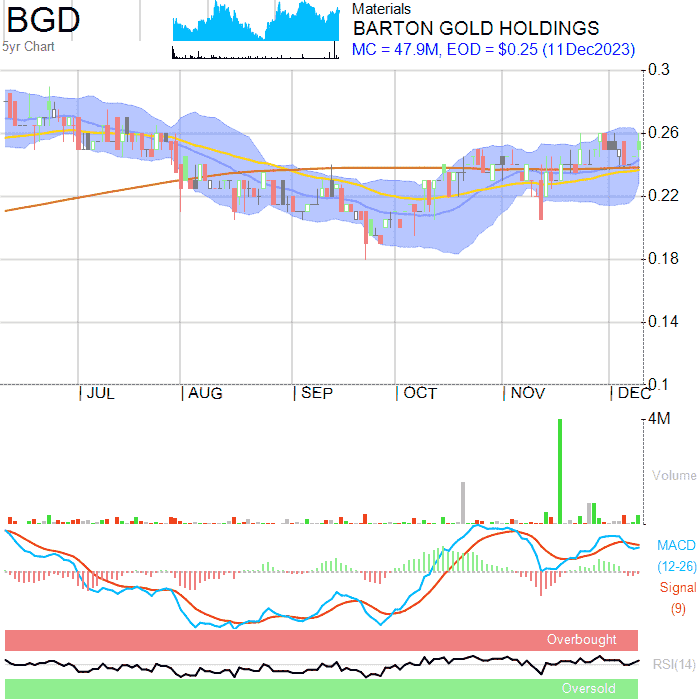 BGD
5yr Chart
Materials
BARTON GOLD HOLDINGS
MC = 47.9M, EOD = $0.25 (11Dec2023)
0.3
0.26
0.22
0.18
0.14
0.1
JUL AUG SEP OCT NOV DEC
4M
Volume
MACD
(12-26)
Signal
(9)
Overbought
RSI(14)
Oversold